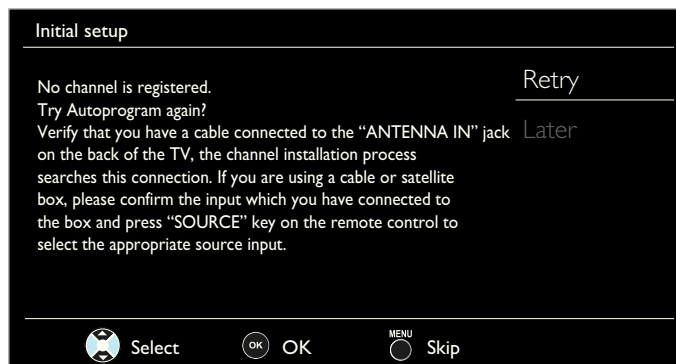 Initial setup
No channel is registered.
Try Autoprogram again?
Verify that you have a cable connected to the “ANTENNA IN” jack
on the back of the TV, the channel installation process
searches this connection. If you are using a cable or satellite
box, please confirm the input which you have connected to
the box and press “SOURCE” key on the remote control to
select the appropriate source input.
Retry
Later
Select
OK OK
MENU
Skip